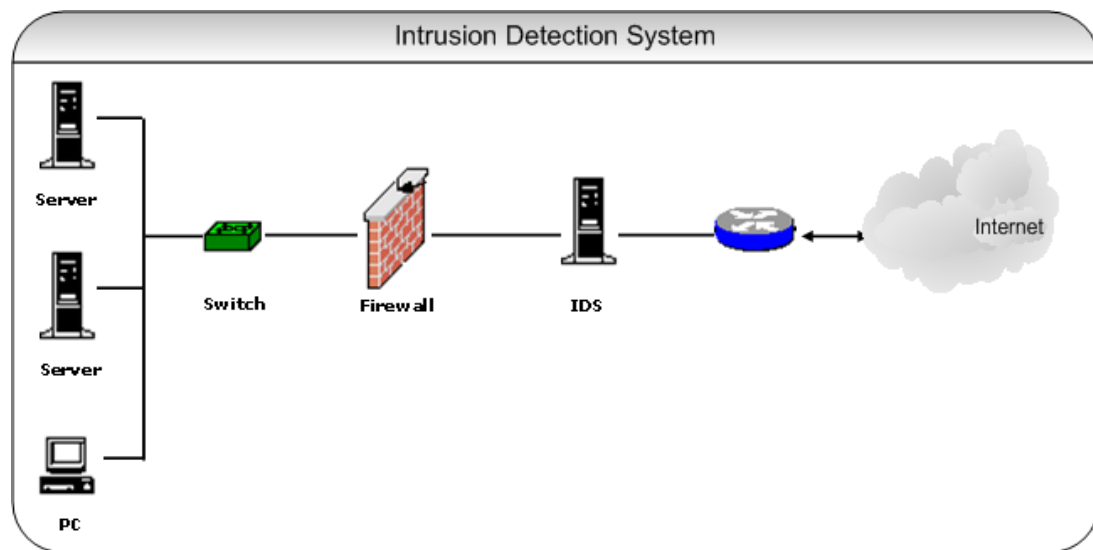 Intrusion Detection System
Server
Internet
Switch
Firewall
IDS
Server
PC